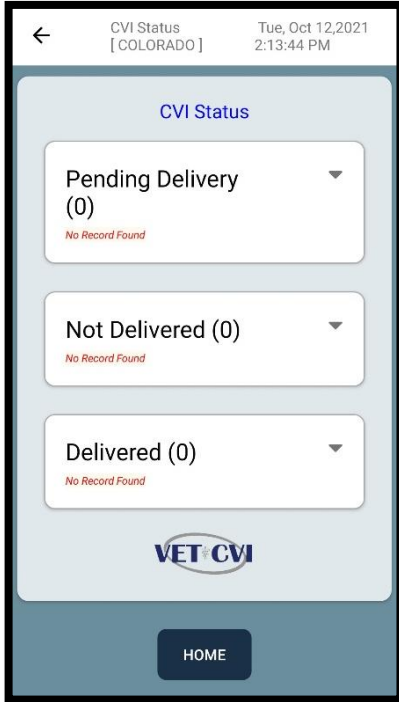 CVI Status
[ COLORADO ]
Tue, Oct 12,2021
2:13:44 PM
CVI Status
Pending Delivery
(0)
No Record Found
Not Delivered (0)
No Record Found
Delivered (0)
No Record Found
VET CVI
HOME